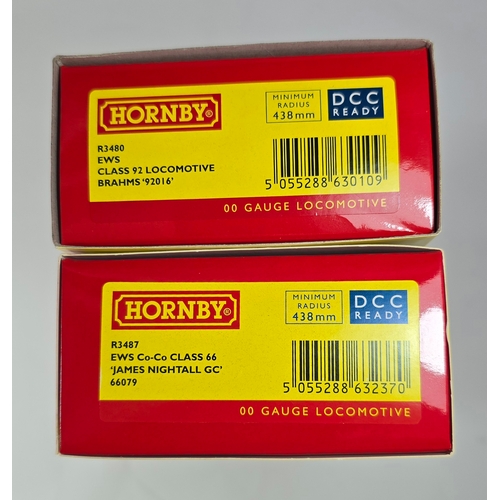 HORNBY®
MINIMUM
RADIUS
438mm
DCC
READY
R3480
EWS
CLASS 92 LOCOMOTIVE
BRAHMS '92016'
5 055288 630109
00 GAUGE LOCOMOTIVE
HORNBY®
MINIMUM
RADIUS
438mm
DCC
READY
R3487
EWS Co-Co CLASS 66
'JAMES NIGHTALL GC'
66079
5 055288 632370
00 GAUGE LOCOMOTIVE